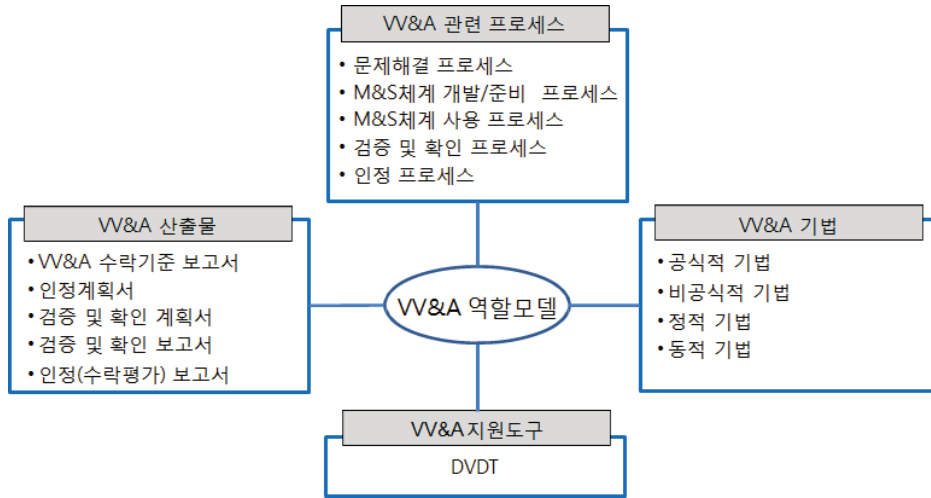 VV&A 관련 프로세스
• 문제해결 프로세스
• M&S체계 개발/준비 프로세스
• M&S체계 사용 프로세스
• 검증 및 확인 프로세스
• 인정 프로세스
VV&A 산출물
• VV&A 수락기준 보고서
• 인정계획서
• 검증 및 확인 계획서
• 검증 및 확인 보고서
• 인정(수락평가) 보고서
VV&A 역할모델
VV&A 기법
• 공식적 기법
• 비공식적 기법
• 정적 기법
• 동적 기법
VV&A 지원도구
DVDT